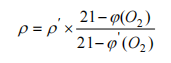 ρ = ρ' × (21 − φ(O₂)) / (21 − φ'(O₂))